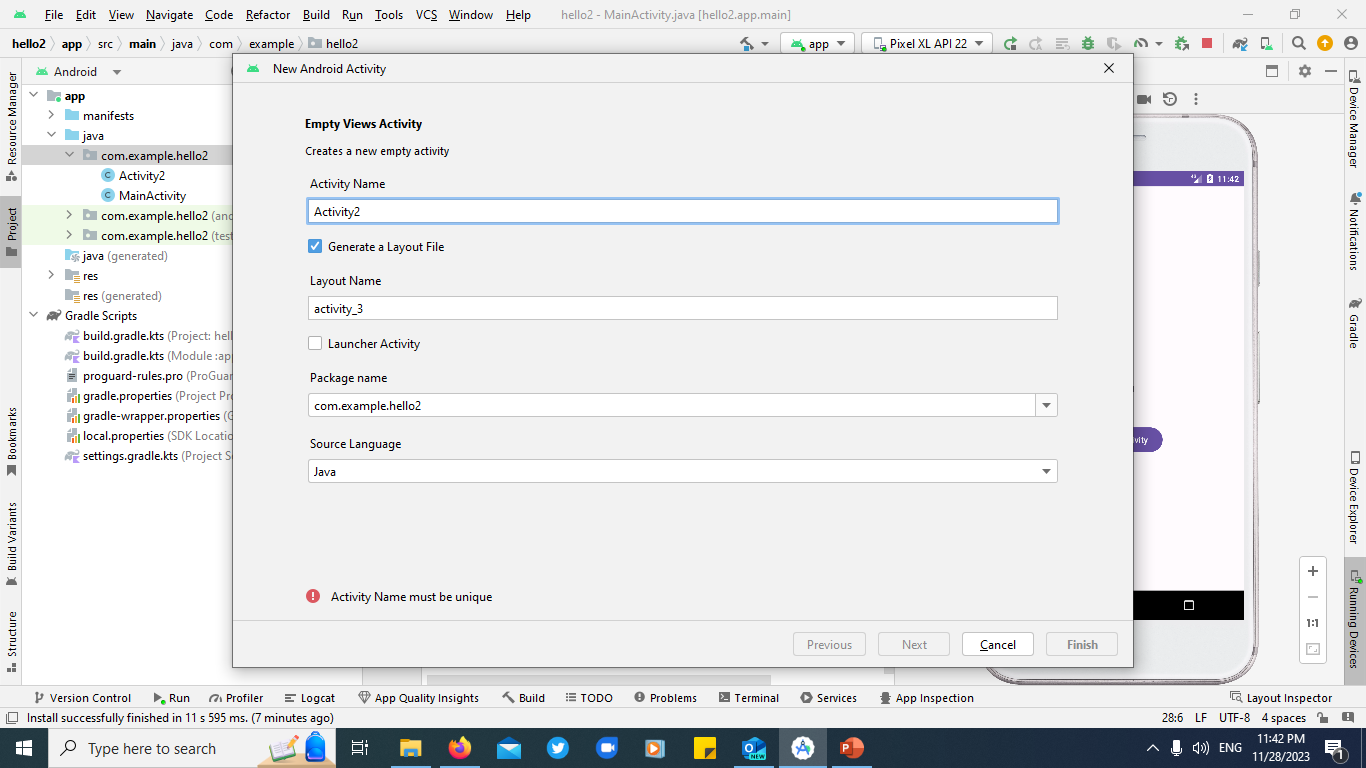 File Edit View Navigate Code Refactor Build Run Tools VCS Window Help hello2 - MainActivity.java [hello2.app.main]
hello2 app src main java com example hello2 app Pixel XL API 22
Android
New Android Activity
app
manifests
java
com.example.hello2
Activity2
MainActivity
com.example.hello2 (and
com.example.hello2 (test
java (generated)
res
res (generated)
Gradle Scripts
build.gradle.kts (Project: hell
build.gradle.kts (Module :app
proguard-rules.pro (ProGuar
gradle.properties (Project Pr
gradle-wrapper.properties (G
local.properties (SDK Locatio
settings.gradle.kts (Project Se
Resource Manager
Project
Bookmarks
Build Variants
Structure
Empty Views Activity
Creates a new empty activity
Activity Name
Activity2
Generate a Layout File
Layout Name
activity_3
Launcher Activity
Package name
com.example.hello2
Source Language
Java
Activity Name must be unique
Previous Next Cancel Finish
11:42
ivity
1:1
Device Manager
Notifications
Gradle
Device Explorer
Running Devices
Version Control Run Profiler Logcat App Quality Insights Build TODO Problems Terminal Services App Inspection Layout Inspector
Install successfully finished in 11 s 595 ms. (7 minutes ago) 28:6 LF UTF-8 4 spaces
Type here to search NEW ENG 11:42 PM
11/28/2023 1